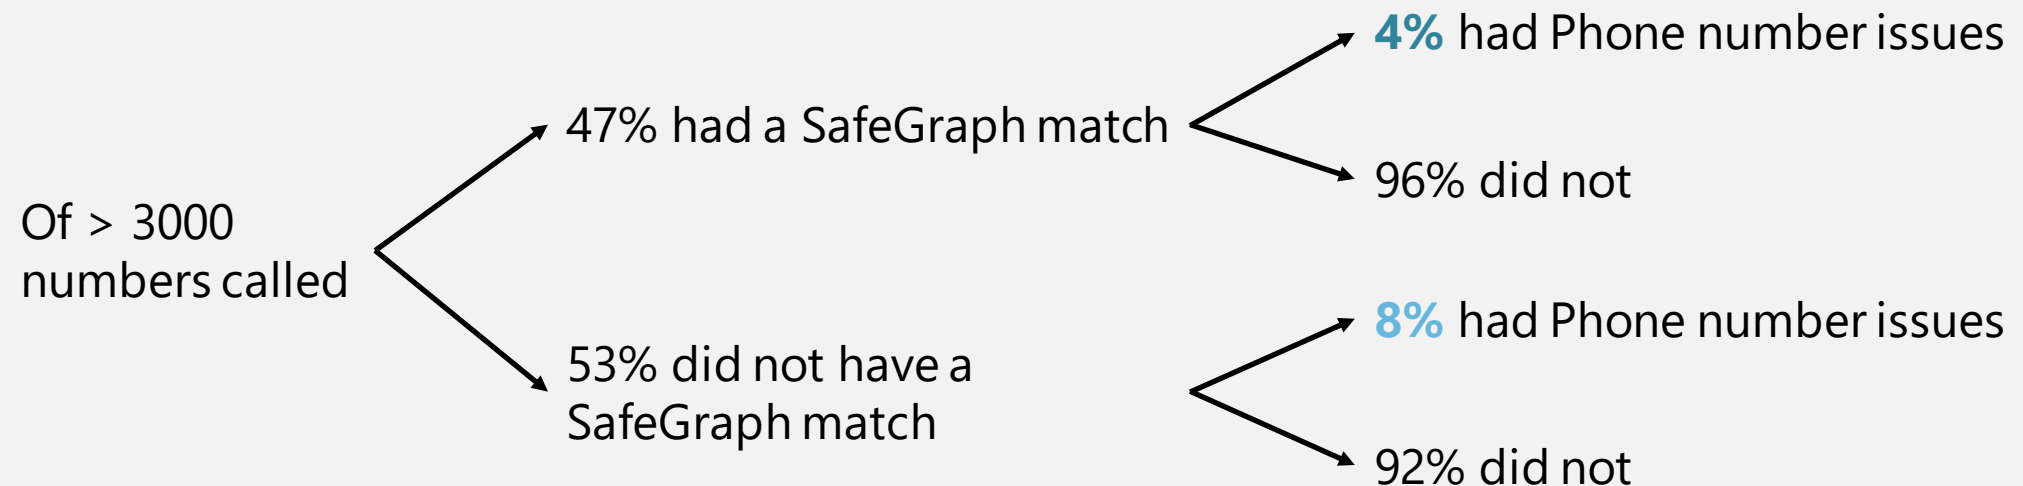 Of > 3000
numbers called
47% had a SafeGraph match
4% had Phone number issues
96% did not
53% did not have a
SafeGraph match
8% had Phone number issues
92% did not